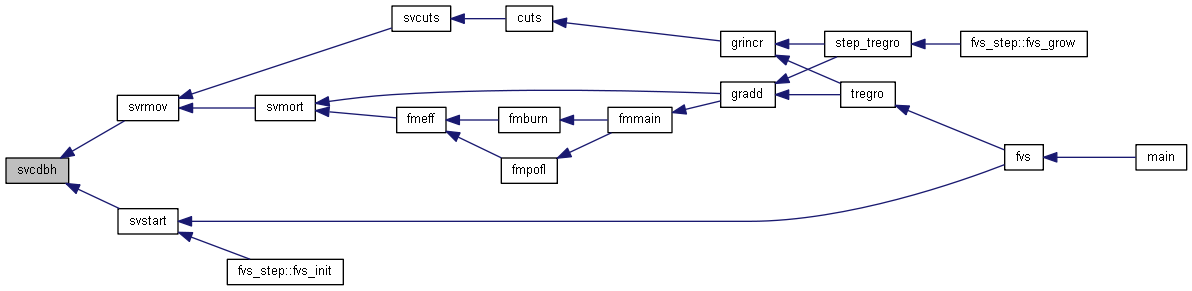 svcuts
cuts
grincr
step_tregro
fvs_step::fvs_grow
svrmov
svmort
gradd
tregro
fmeff
fmburn
fmmain
svcdbh
fmpofl
fvs
main
svstart
fvs_step::fvs_init